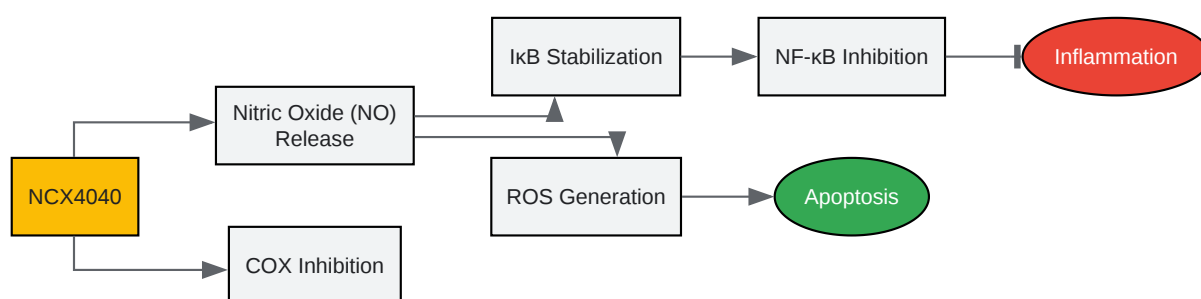 IκB Stabilization
NF-κB Inhibition
Inflammation
Nitric Oxide (NO)
Release
NCX4040
ROS Generation
Apoptosis
COX Inhibition